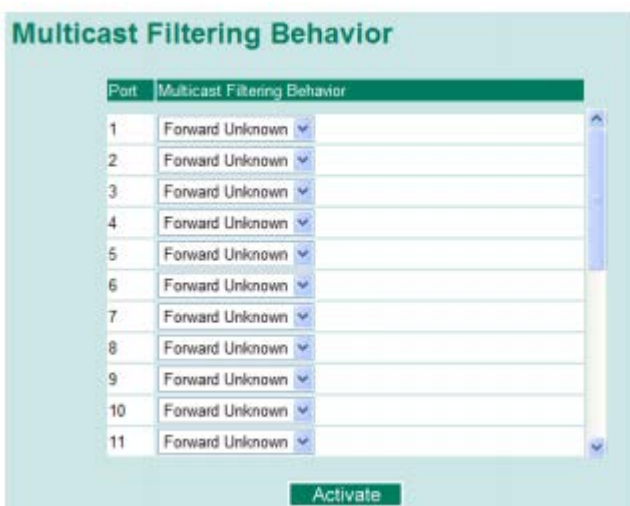 Multicast Filtering Behavior
Port Multicast Filtering Behavior
1 Forward Unknown
2 Forward Unknown
3 Forward Unknown
4 Forward Unknown
5 Forward Unknown
6 Forward Unknown
7 Forward Unknown
8 Forward Unknown
9 Forward Unknown
10 Forward Unknown
11 Forward Unknown
Activate